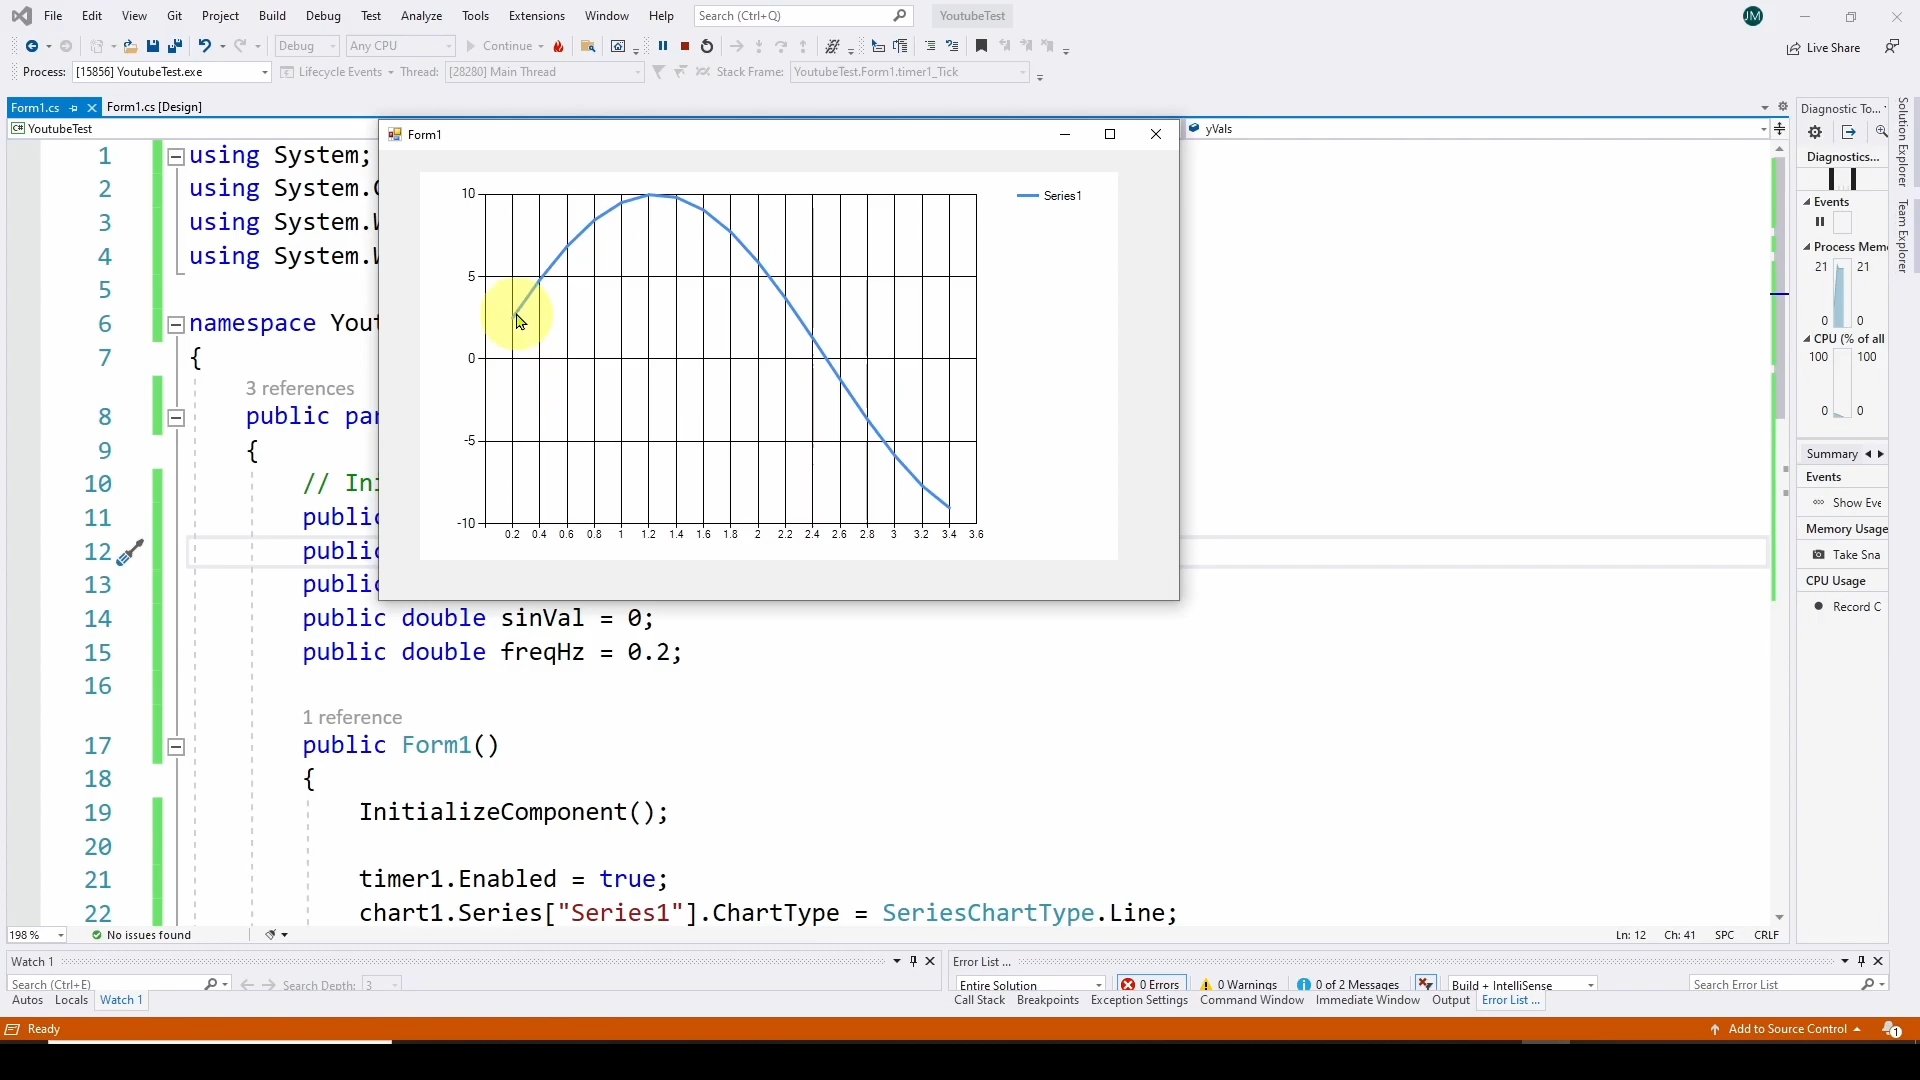 File Edit View Git Project Build Debug Test Analyze Tools Extensions Window Help Search (Ctrl+Q) YoutubeTest JM
Debug Any CPU Continue Live Share
Process: [15856] YoutubeTest.exe Lifecycle Events Thread: [28280] Main Thread Stack Frame: YoutubeTest.Form1.timer1_Tick
Form1.cs Form1.cs [Design]
YoutubeTest
yVals
1 using System;
2 using System.
3 using System.
4 using System.
5
6 namespace
7 {
3 references
8 public
9 {
10 //
11
12
13
14 public double sinVal = 0;
15 public double freqHz = 0.2;
16
1 reference
17 public Form1()
18 {
19 InitializeComponent();
20
21 timer1.Enabled = true;
22 chart1.Series["Series1"].ChartType = SeriesChartType.Line;
Form1
Series1
10
5
0
-5
-10
0.2 0.4 0.6 0.8 1 1.2 1.4 1.6 1.8 2 2.2 2.4 2.6 2.8 3 3.2 3.4 3.6
Diagnostic To...
Diagnostics...
Events
Process Mem
21 21
0 0
CPU (% of all
100 100
0 0
Summary
Events
Show Eve
Memory Usage
Take Sna
CPU Usage
Record C
Solution Explorer
Team Explorer
198 % No issues found Ln: 12 Ch: 41 SPC CRLF
Watch 1
Search (Ctrl+E) Search Depth: 3
Autos Locals Watch 1
Error List ...
Entire Solution 0 Errors 0 Warnings 0 of 2 Messages Build + IntelliSense Search Error List
Call Stack Breakpoints Exception Settings Command Window Immediate Window Output Error List ...
Ready Add to Source Control 1